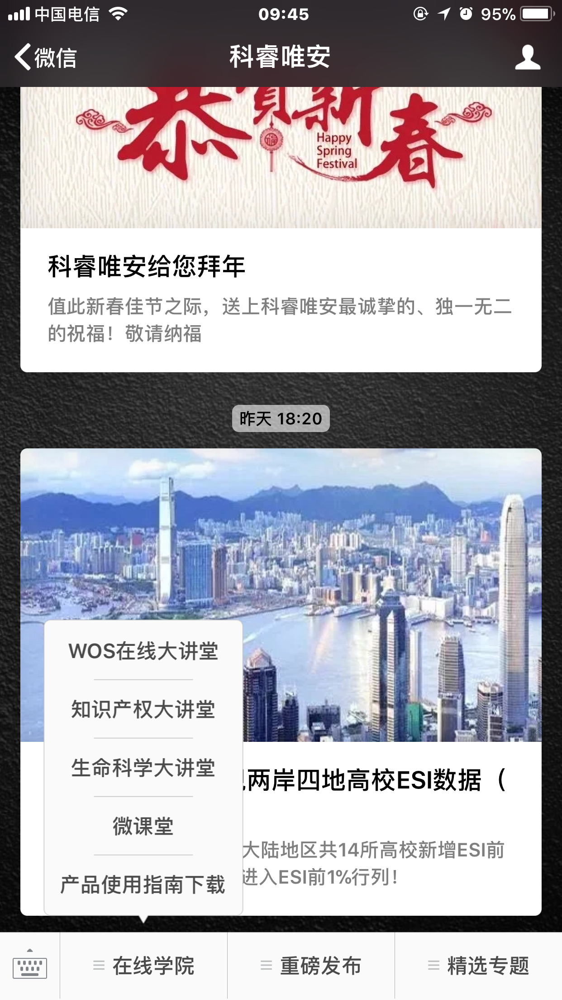 中国电信
09:45
95%
微信
科睿唯安
恭贺新春
Happy
Spring
Festival
科睿唯安给您拜年
值此新春佳节之际，送上科睿唯安最诚挚的、独一无二
的祝福！敬请纳福
昨天 18:20
WOS在线大讲堂
知识产权大讲堂
生命科学大讲堂
微课堂
产品使用指南下载
两岸四地高校ESI数据（
大陆地区共14所高校新增ESI前
进入ESI前1%行列！
在线学院
重磅发布
精选专题